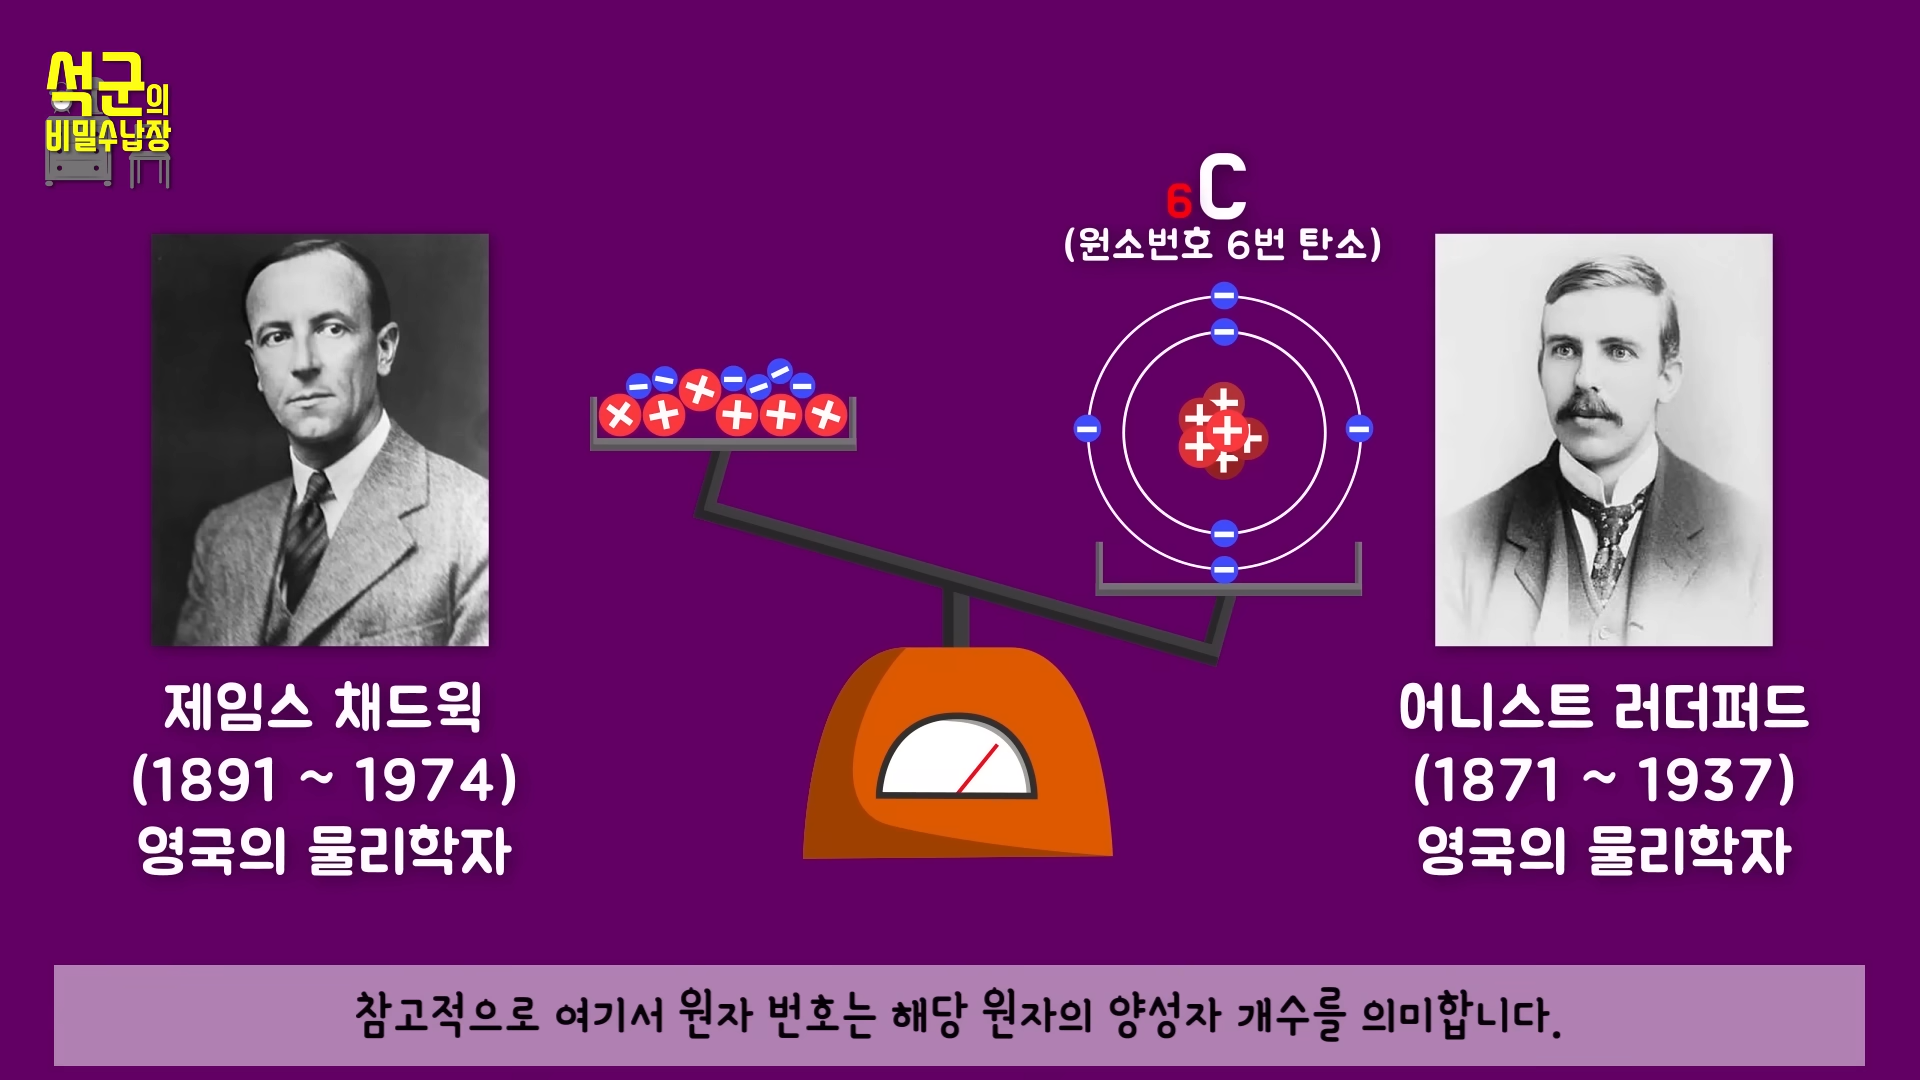 석군의
비밀수납장
6C
(원소번호 6번 탄소)
제임스 채드윅
(1891 ~ 1974)
영국의 물리학자
어니스트 러더퍼드
(1871 ~ 1937)
영국의 물리학자
참고적으로 여기서 원자 번호는 해당 원자의 양성자 개수를 의미합니다.